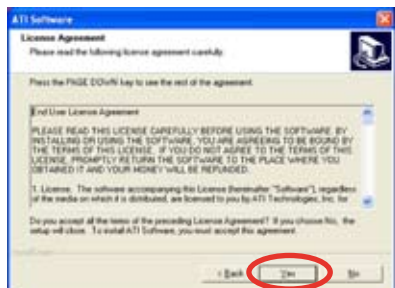 ATI Software
License Agreement
Please read the following license agreement carefully.
Press the PAGE DOWN key to see the rest of the agreement.
End User License Agreement
PLEASE READ THIS LICENSE CAREFULLY BEFORE USING THE SOFTWARE. BY
INSTALLING OR USING THE SOFTWARE, YOU ARE AGREEING TO BE BOUND BY
THE TERMS OF THIS LICENSE. IF YOU DO NOT AGREE TO THE TERMS OF THIS
LICENSE, PROMPTLY RETURN THE SOFTWARE TO THE PLACE WHERE YOU
OBTAINED IT AND YOUR MONEY WILL BE REFUNDED.
1. License. The software accompanying this License (hereinafter "Software"), regardless
of the media on which it is distributed, are licensed to you by ATI Technologies, Inc. for
Do you accept all the terms of the preceding License Agreement? If you choose No, the
setup will close. To install ATI Software, you must accept this agreement.
< Back Yes No